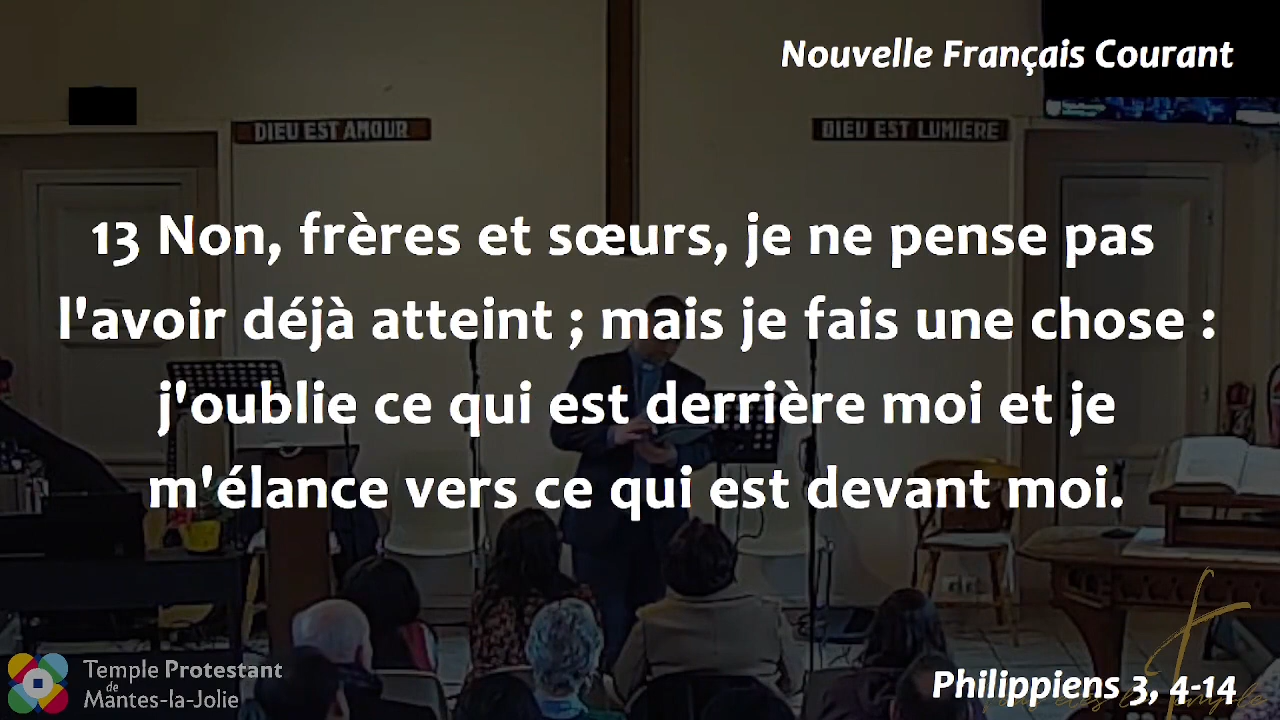 Nouvelle Français Courant
DIEU EST AMOUR
DIEU EST LUMIERE
13 Non, frères et sœurs, je ne pense pas
l'avoir déjà atteint ; mais je fais une chose :
j'oublie ce qui est derrière moi et je
m'élance vers ce qui est devant moi.
Temple Protestant
de
Mantes-la-Jolie
Philippiens 3, 4-14